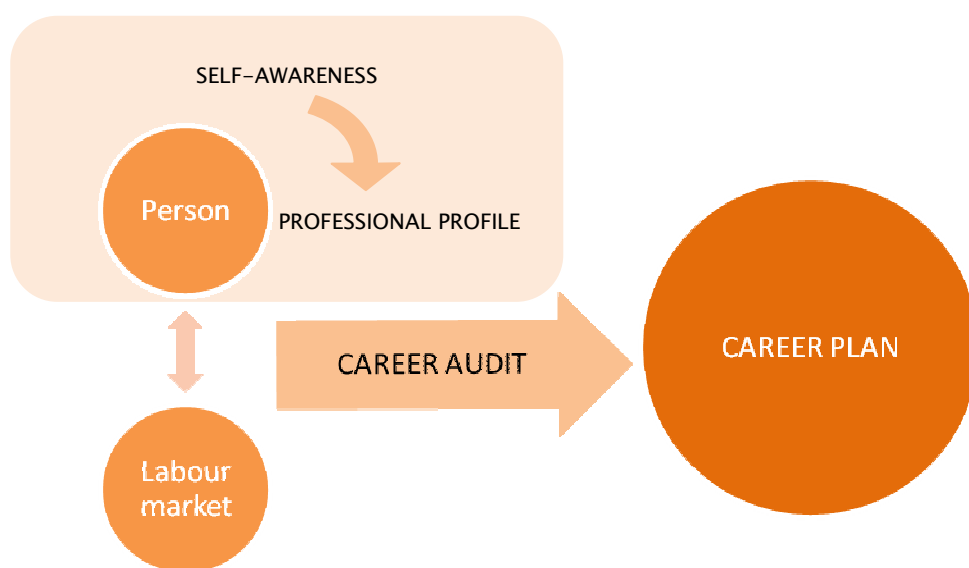 SELF-AWARENESS
Person
PROFESSIONAL PROFILE
CAREER AUDIT
CAREER PLAN
Labour
market